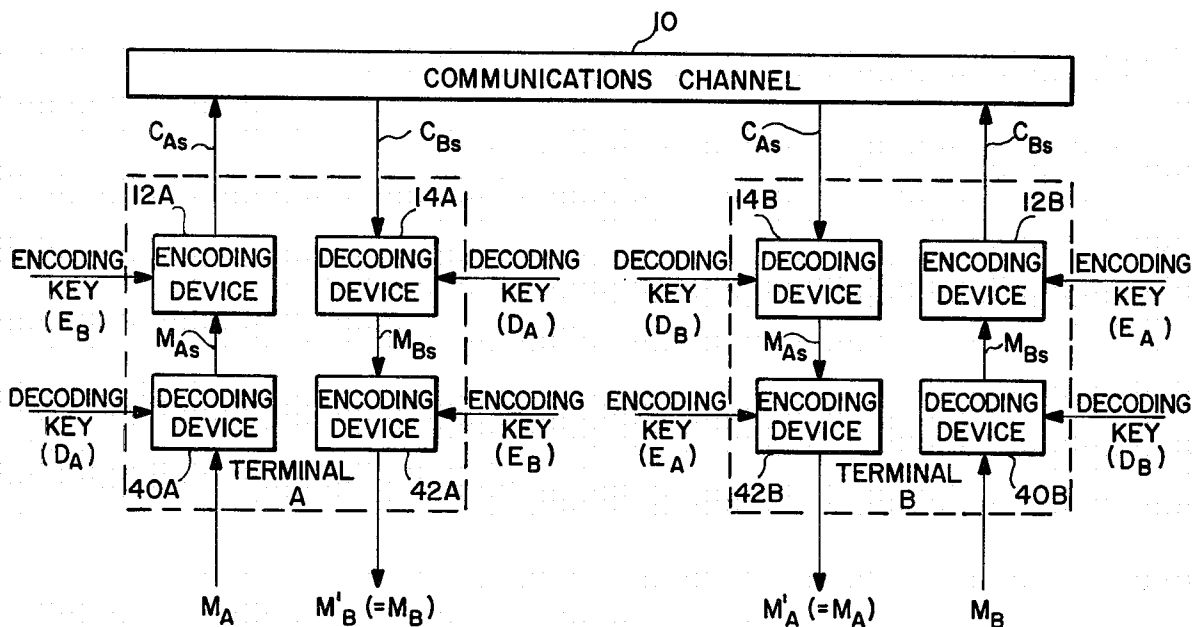 10
COMMUNICATIONS CHANNEL
C_As
C_Bs
C_As
C_Bs
12A
14A
14B
12B
ENCODING KEY (E_B)
ENCODING DEVICE
DECODING DEVICE
DECODING KEY (D_A)
DECODING KEY (D_B)
DECODING DEVICE
ENCODING DEVICE
ENCODING KEY (E_A)
M_As
M_Bs
M_As
M_Bs
DECODING KEY (D_A)
DECODING DEVICE
ENCODING DEVICE
ENCODING KEY (E_B)
ENCODING KEY (E_A)
ENCODING DEVICE
DECODING DEVICE
DECODING KEY (D_B)
40A
TERMINAL A
42A
42B
TERMINAL B
40B
M_A
M'_B (=M_B)
M'_A (=M_A)
M_B